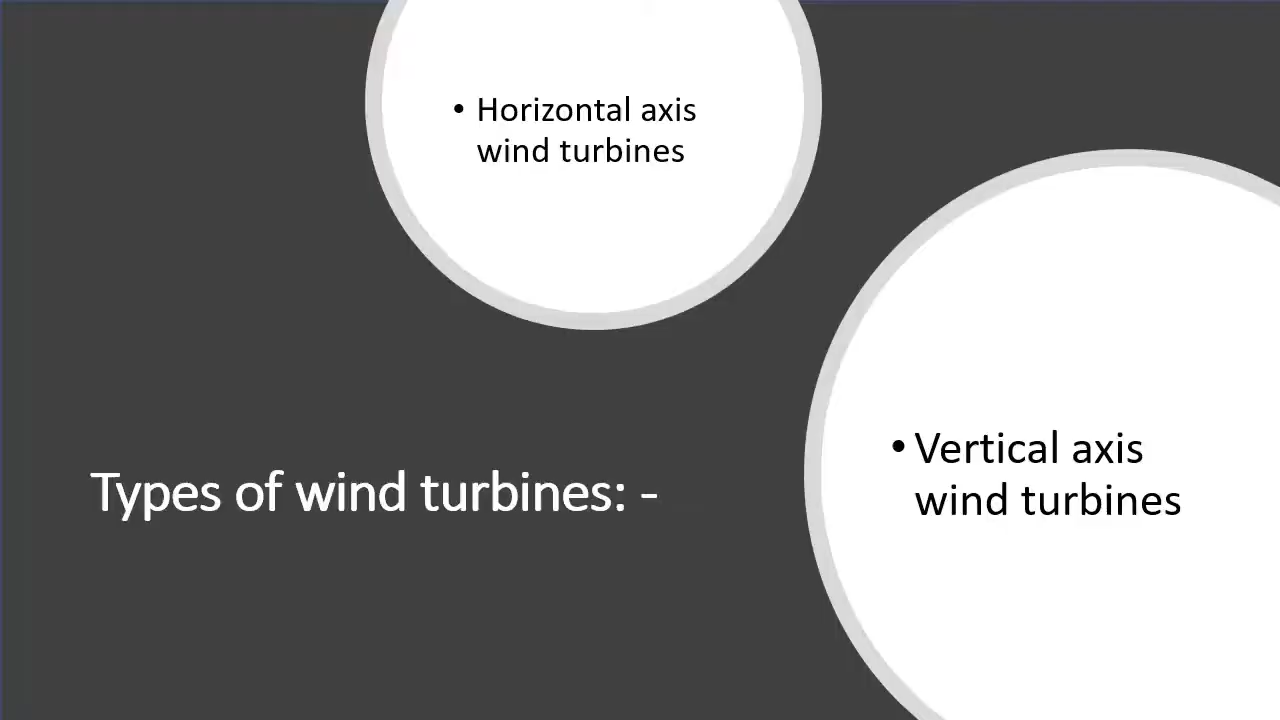 • Horizontal axis
wind turbines
Types of wind turbines: -
• Vertical axis
wind turbines